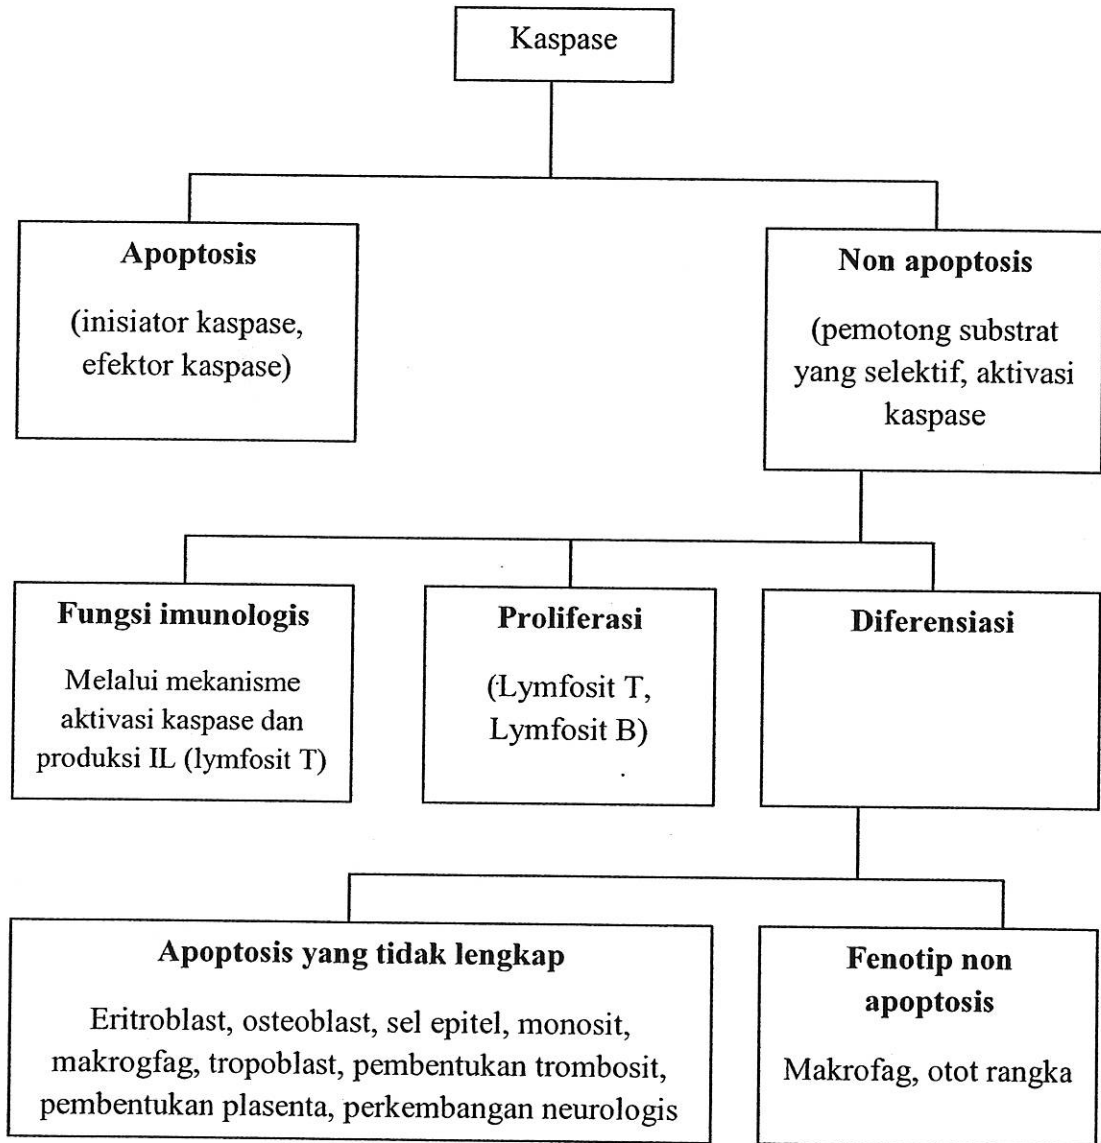 Kaspase
Apoptosis
(inisiator kaspase,
efektor kaspase)
Non apoptosis
(pemotong substrat
yang selektif, aktivasi
kaspase
Fungsi imunologis
Melalui mekanisme
aktivasi kaspase dan
produksi IL (lymfosit T)
Proliferasi
(Lymfosit T,
Lymfosit B)
Diferensiasi
Apoptosis yang tidak lengkap
Eritroblast, osteoblast, sel epitel, monosit,
makrogfag, tropoblast, pembentukan trombosit,
pembentukan plasenta, perkembangan neurologis
Fenotip non
apoptosis
Makrofag, otot rangka